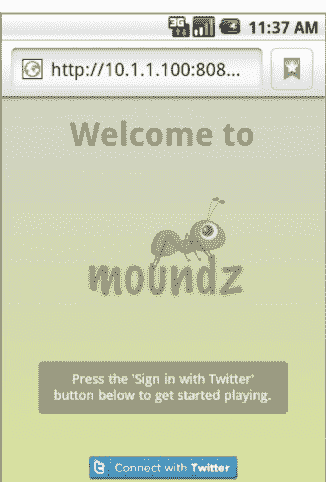 3G 11:37 AM
http://10.1.1.100:808...
Welcome to
moundz
Press the 'Sign in with Twitter'
button below to get started playing.
Connect with Twitter